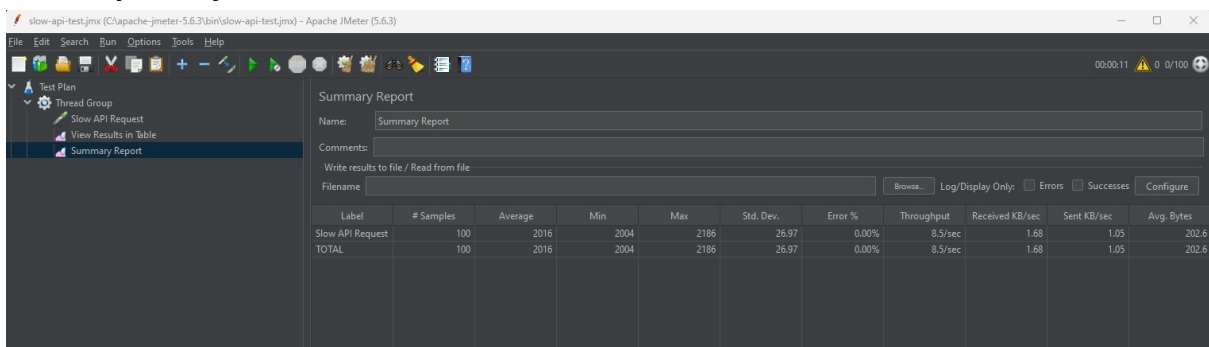 slow-api-test.jmx (C:\apache-jmeter-5.6.3\bin\slow-api-test.jmx) - Apache JMeter (5.6.3)
File Edit Search Run Options Tools Help
00:00:11 0 0/100
Test Plan
Thread Group
Slow API Request
View Results in Table
Summary Report
Summary Report
Name: Summary Report
Comments:
Write results to file / Read from file
Filename Browse... Log/Display Only: Errors Successes Configure
Label # Samples Average Min Max Std. Dev. Error % Throughput Received KB/sec Sent KB/sec Avg. Bytes
Slow API Request 100 2016 2004 2186 26.97 0.00% 8.5/sec 1.68 1.05 202.6
TOTAL 100 2016 2004 2186 26.97 0.00% 8.5/sec 1.68 1.05 202.6